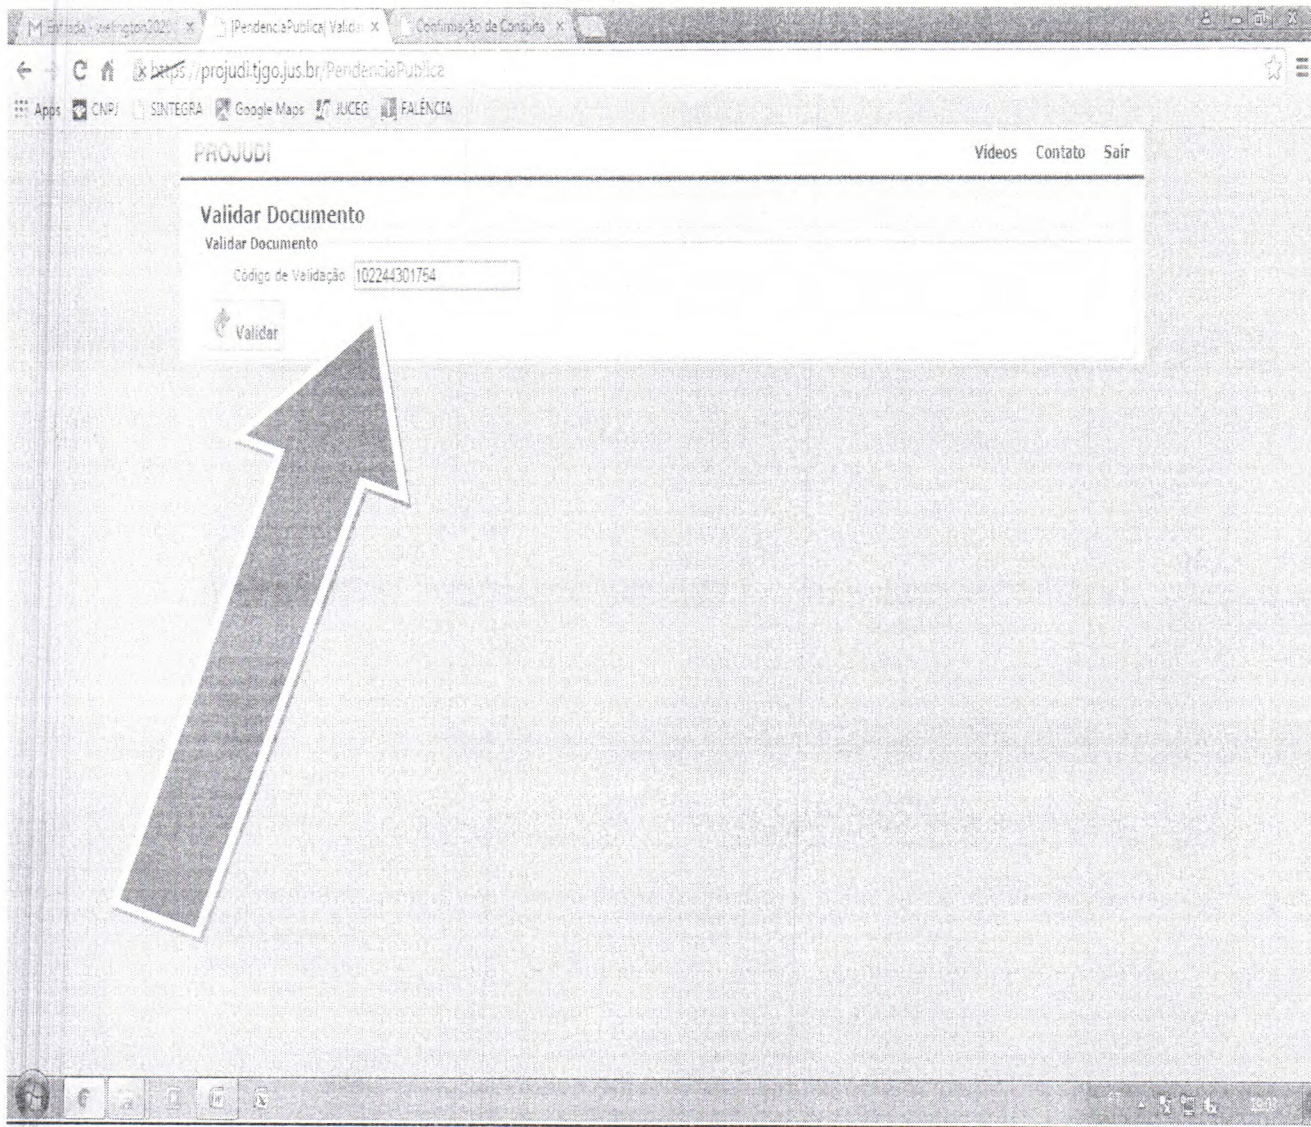 [PendenciaPublica] Valida x Confirmação de Consulta x
https://projudi.tjgo.jus.br/PendenciaPublica
Apps CNPJ SINTEGRA Google Maps JUCEG FALÊNCIA
PROJUDI Vídeos Contato Sair
Validar Documento
Validar Documento
Código de Validação 102244301754
Validar